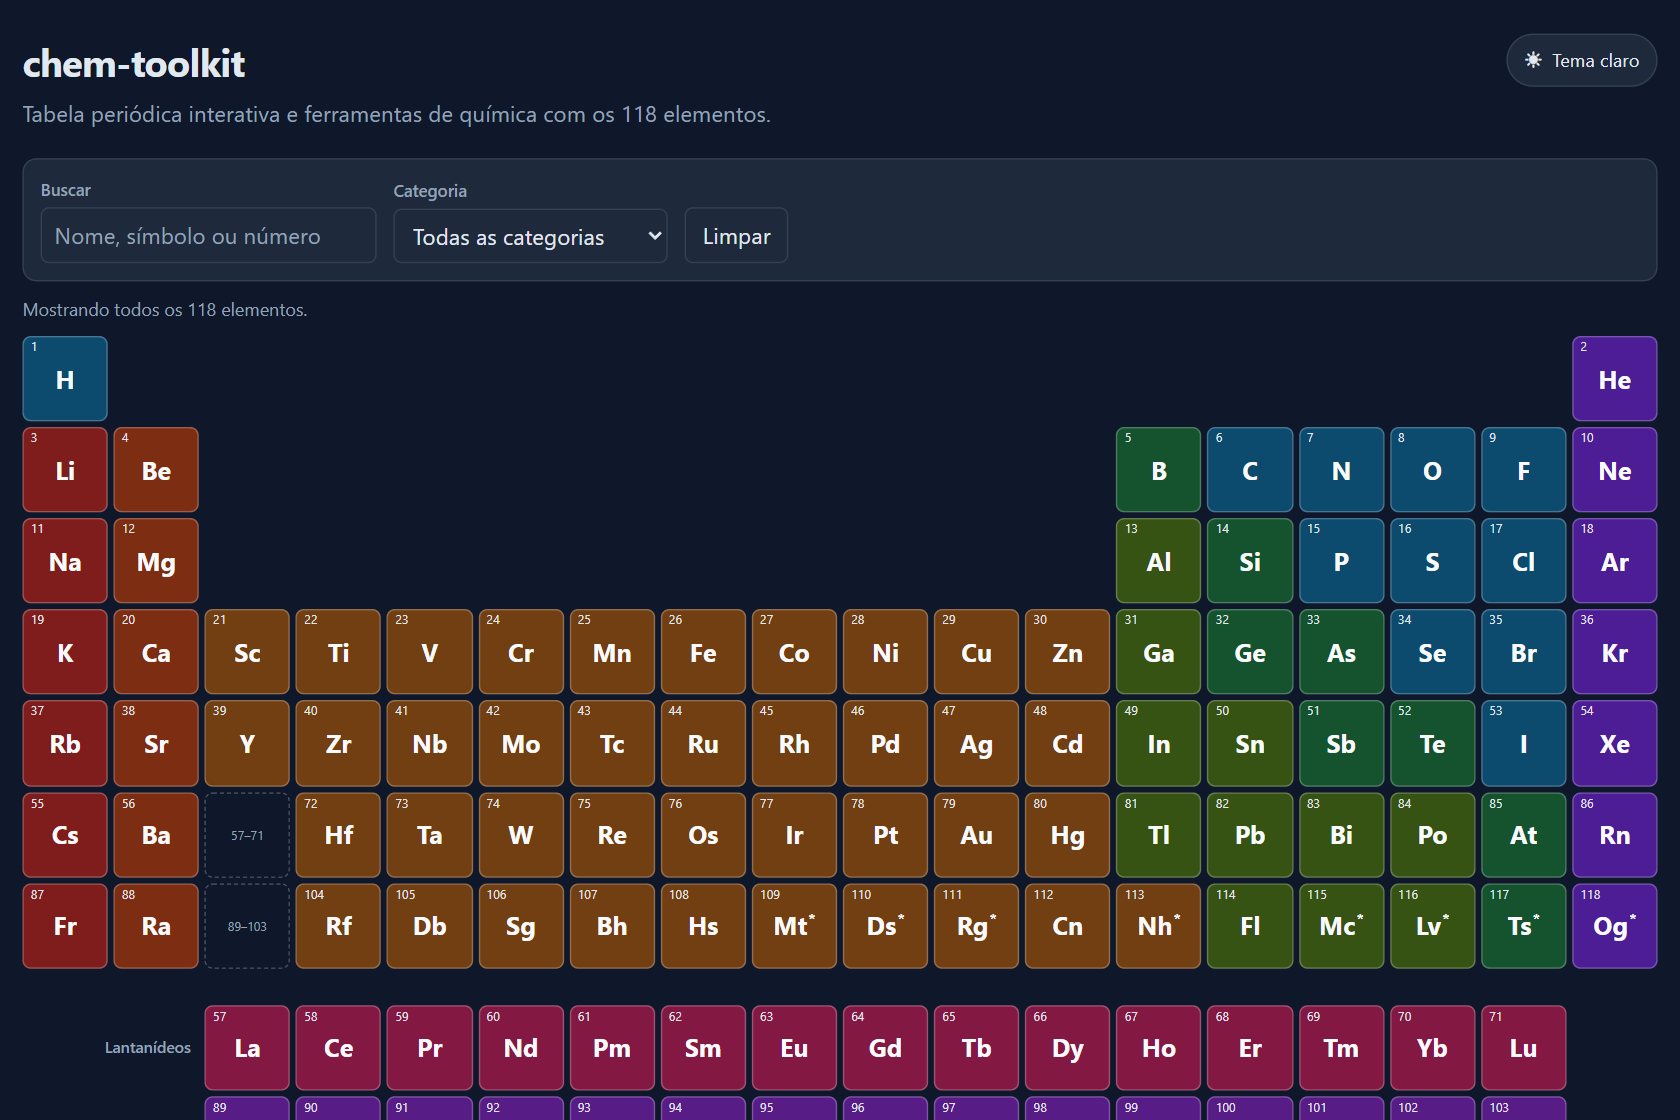 chem-toolkit
☀ Tema claro
Tabela periódica interativa e ferramentas de química com os 118 elementos.
Buscar
Categoria
Nome, símbolo ou número
Todas as categorias
Limpar
Mostrando todos os 118 elementos.
1 2
H He
3 4 5 6 7 8 9 10
Li Be B C N O F Ne
11 12 13 14 15 16 17 18
Na Mg Al Si P S Cl Ar
19 20 21 22 23 24 25 26 27 28 29 30 31 32 33 34 35 36
K Ca Sc Ti V Cr Mn Fe Co Ni Cu Zn Ga Ge As Se Br Kr
37 38 39 40 41 42 43 44 45 46 47 48 49 50 51 52 53 54
Rb Sr Y Zr Nb Mo Tc Ru Rh Pd Ag Cd In Sn Sb Te I Xe
55 56 72 73 74 75 76 77 78 79 80 81 82 83 84 85 86
Cs Ba 57–71 Hf Ta W Re Os Ir Pt Au Hg Tl Pb Bi Po At Rn
87 88 104 105 106 107 108 109 110 111 112 113 114 115 116 117 118
Fr Ra 89–103 Rf Db Sg Bh Hs Mt* Ds* Rg* Cn Nh* Fl Mc* Lv* Ts* Og*
57 58 59 60 61 62 63 64 65 66 67 68 69 70 71
Lantanídeos La Ce Pr Nd Pm Sm Eu Gd Tb Dy Ho Er Tm Yb Lu
89 90 91 92 93 94 95 96 97 98 99 100 101 102 103